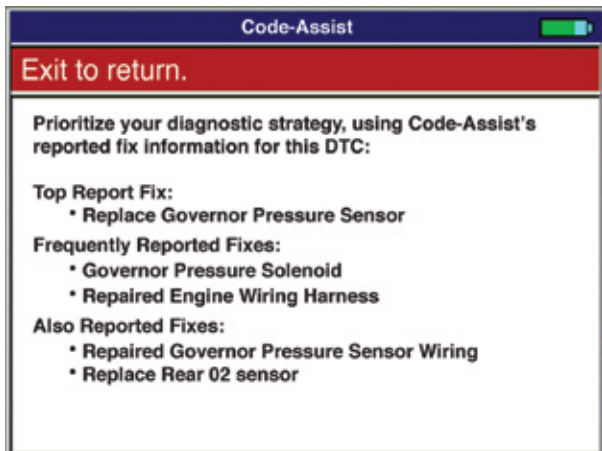 Code-Assist
Exit to return.
Prioritize your diagnostic strategy, using Code-Assist's
reported fix information for this DTC:
Top Report Fix:
• Replace Governor Pressure Sensor
Frequently Reported Fixes:
• Governor Pressure Solenoid
• Repaired Engine Wiring Harness
Also Reported Fixes:
• Repaired Governor Pressure Sensor Wiring
• Replace Rear 02 sensor